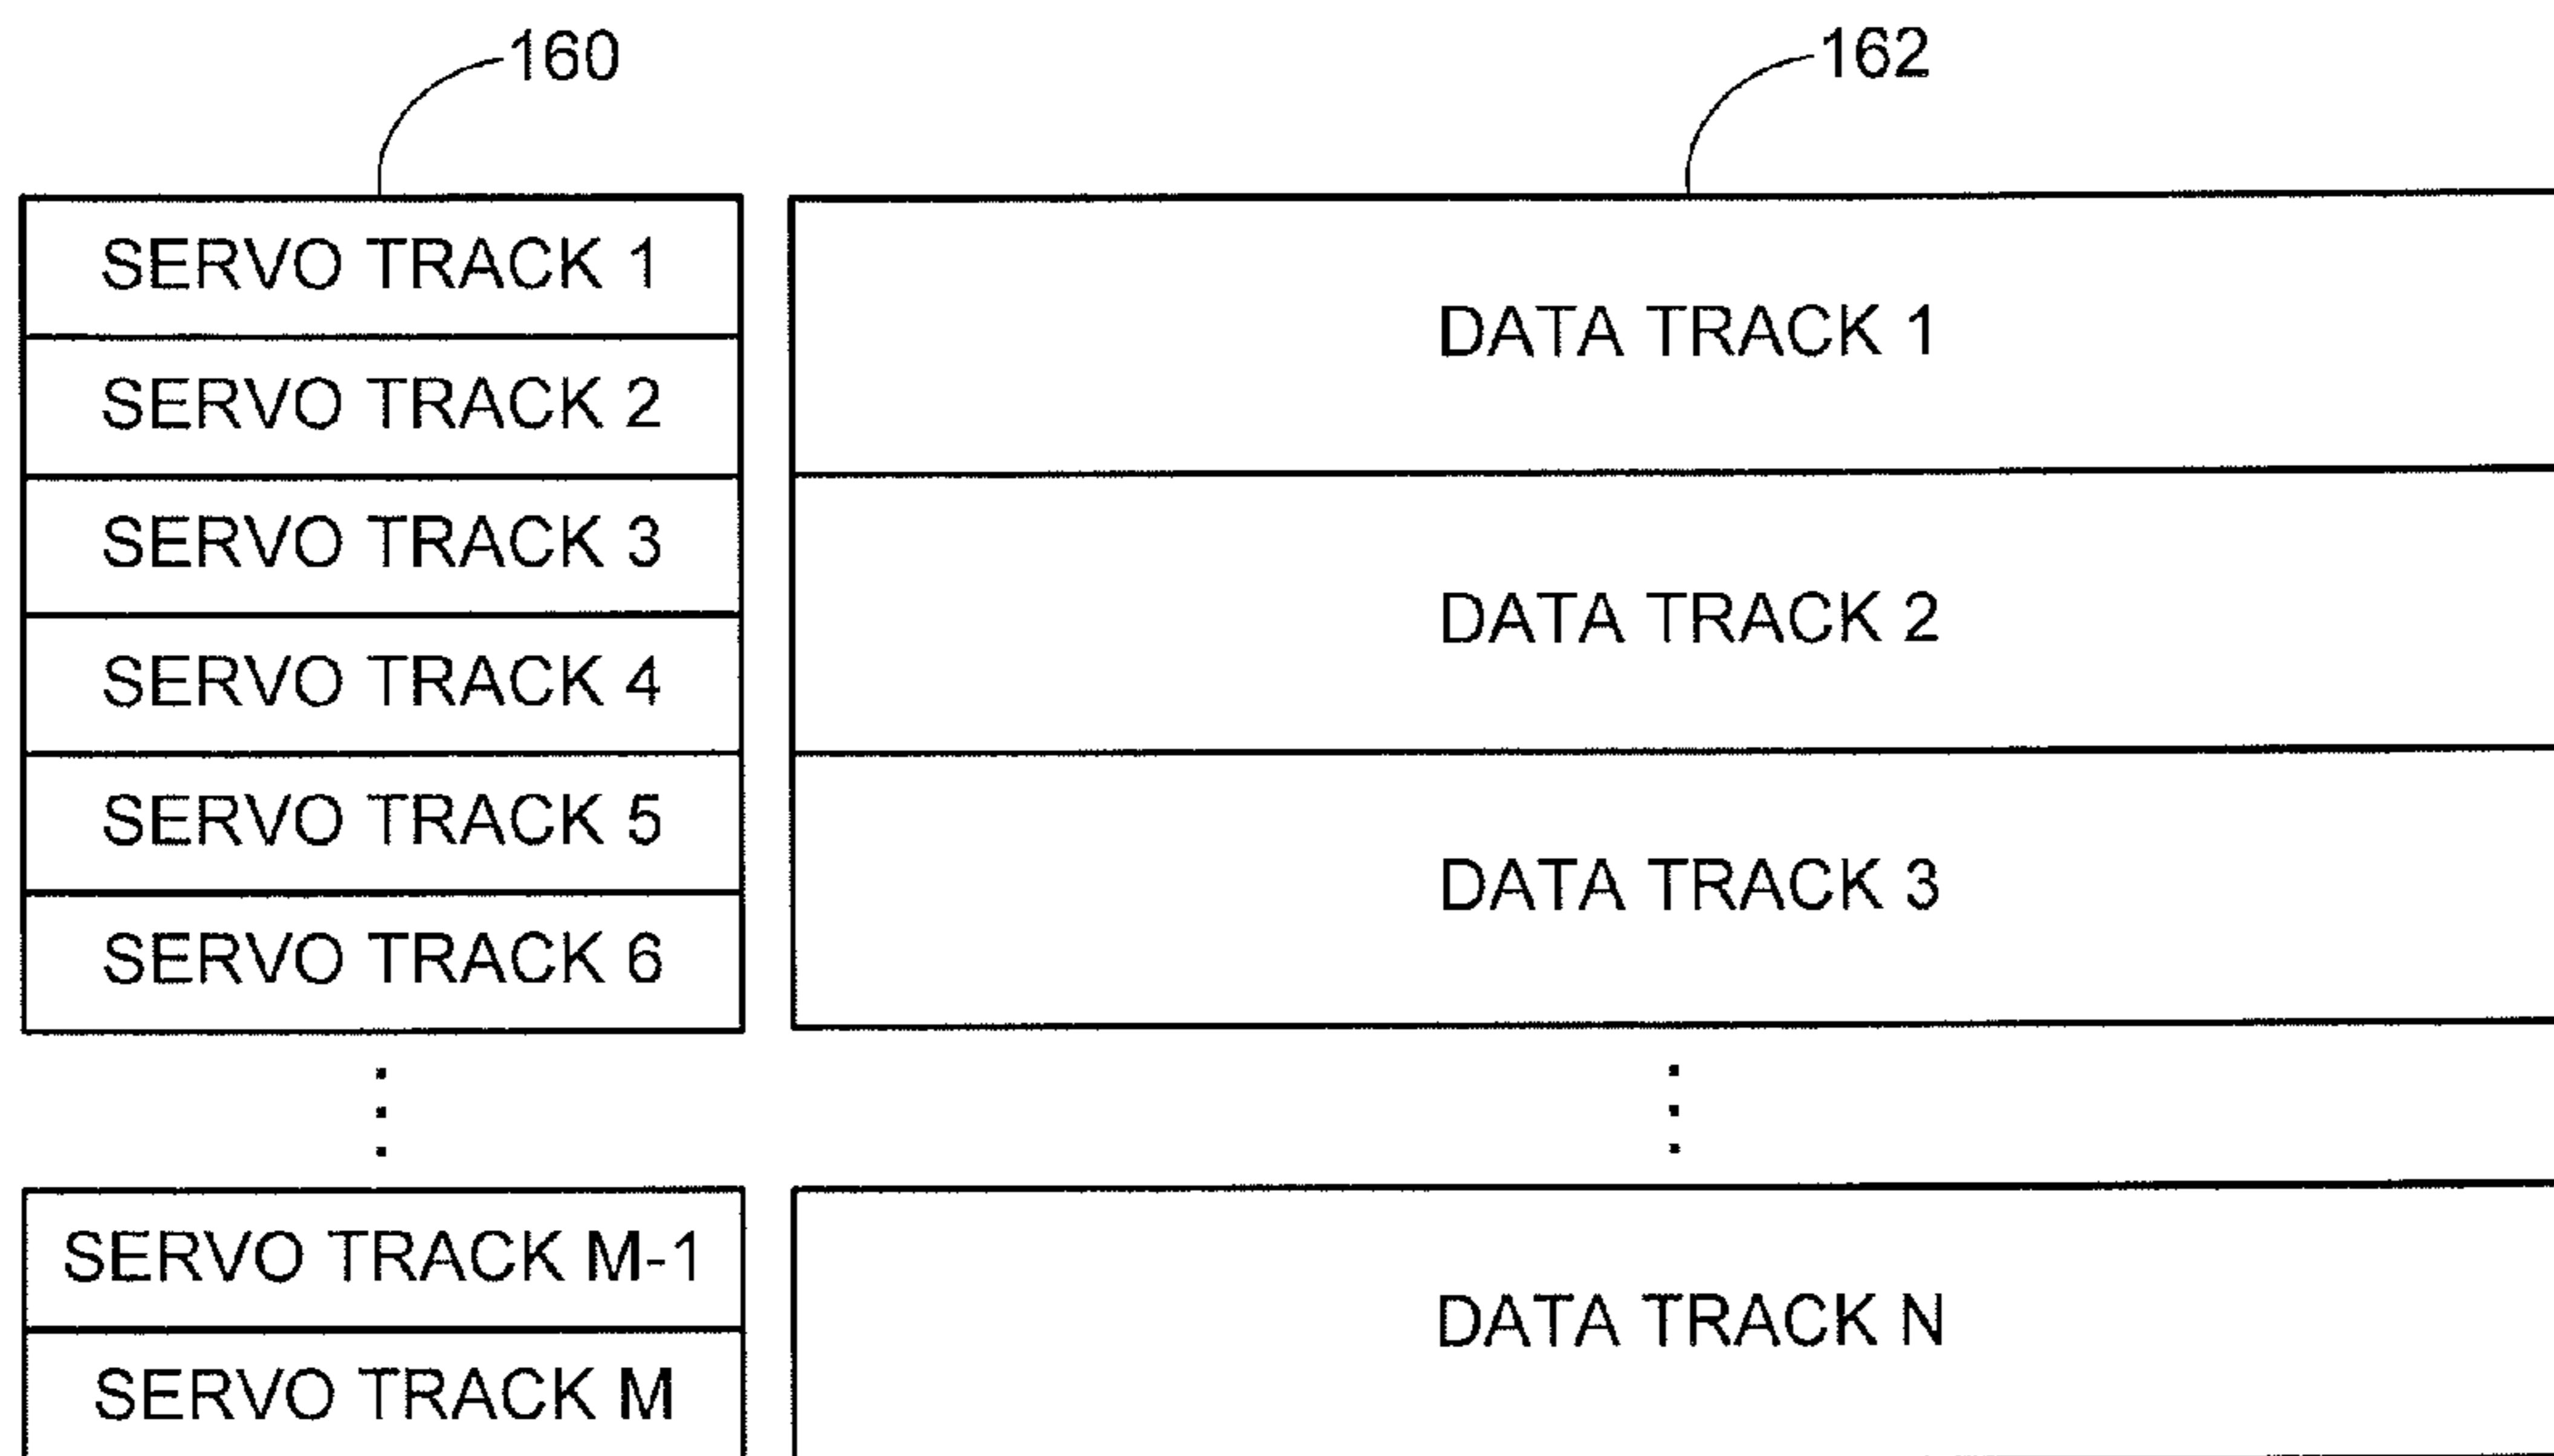 160
162
SERVO TRACK 1
SERVO TRACK 2
SERVO TRACK 3
SERVO TRACK 4
SERVO TRACK 5
SERVO TRACK 6
SERVO TRACK M-1
SERVO TRACK M
DATA TRACK 1
DATA TRACK 2
DATA TRACK 3
DATA TRACK N